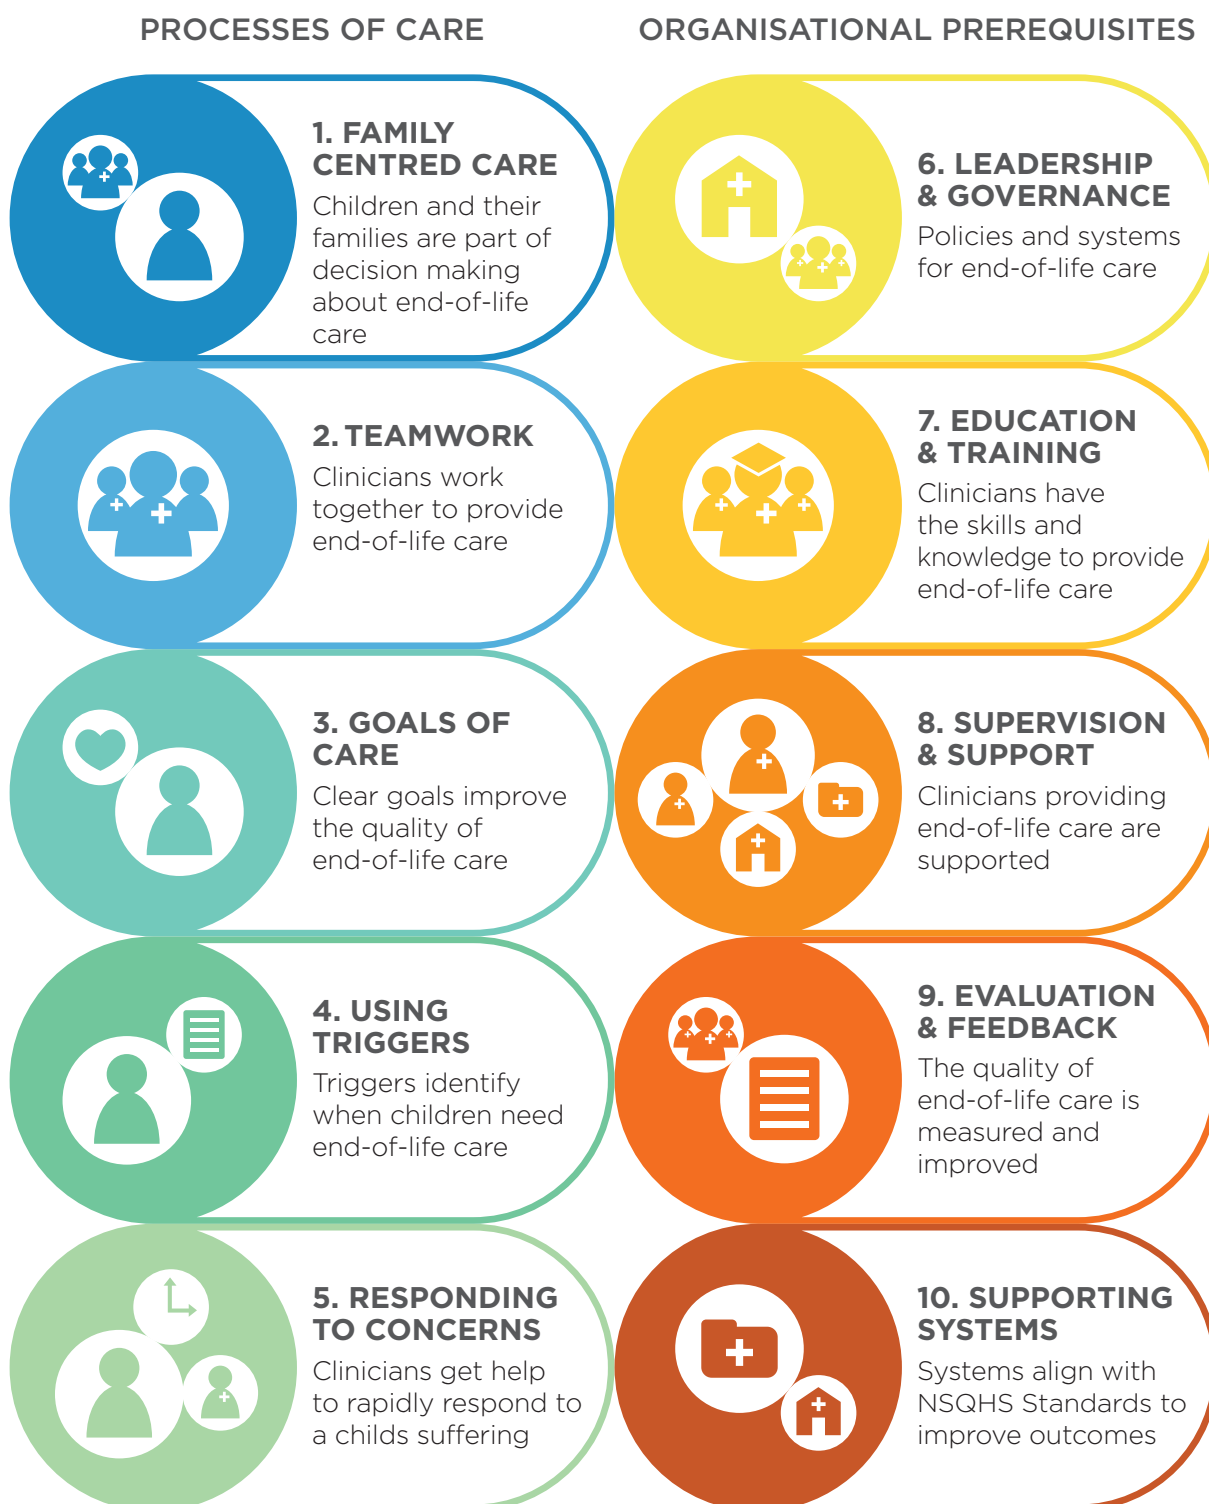 PROCESSES OF CARE
1. FAMILY
CENTRED CARE
Children and their
families are part of
decision making
about end-of-life
care
2. TEAMWORK
Clinicians work
together to provide
end-of-life care
3. GOALS OF
CARE
Clear goals improve
the quality of
end-of-life care
4. USING
TRIGGERS
Triggers identify
when children need
end-of-life care
5. RESPONDING
TO CONCERNS
Clinicians get help
to rapidly respond to
a childs suffering
ORGANISATIONAL PREREQUISITES
6. LEADERSHIP
& GOVERNANCE
Policies and systems
for end-of-life care
7. EDUCATION
& TRAINING
Clinicians have
the skills and
knowledge to provide
end-of-life care
8. SUPERVISION
& SUPPORT
Clinicians providing
end-of-life care are
supported
9. EVALUATION
& FEEDBACK
The quality of
end-of-life care is
measured and
improved
10. SUPPORTING
SYSTEMS
Systems align with
NSQHS Standards to
improve outcomes